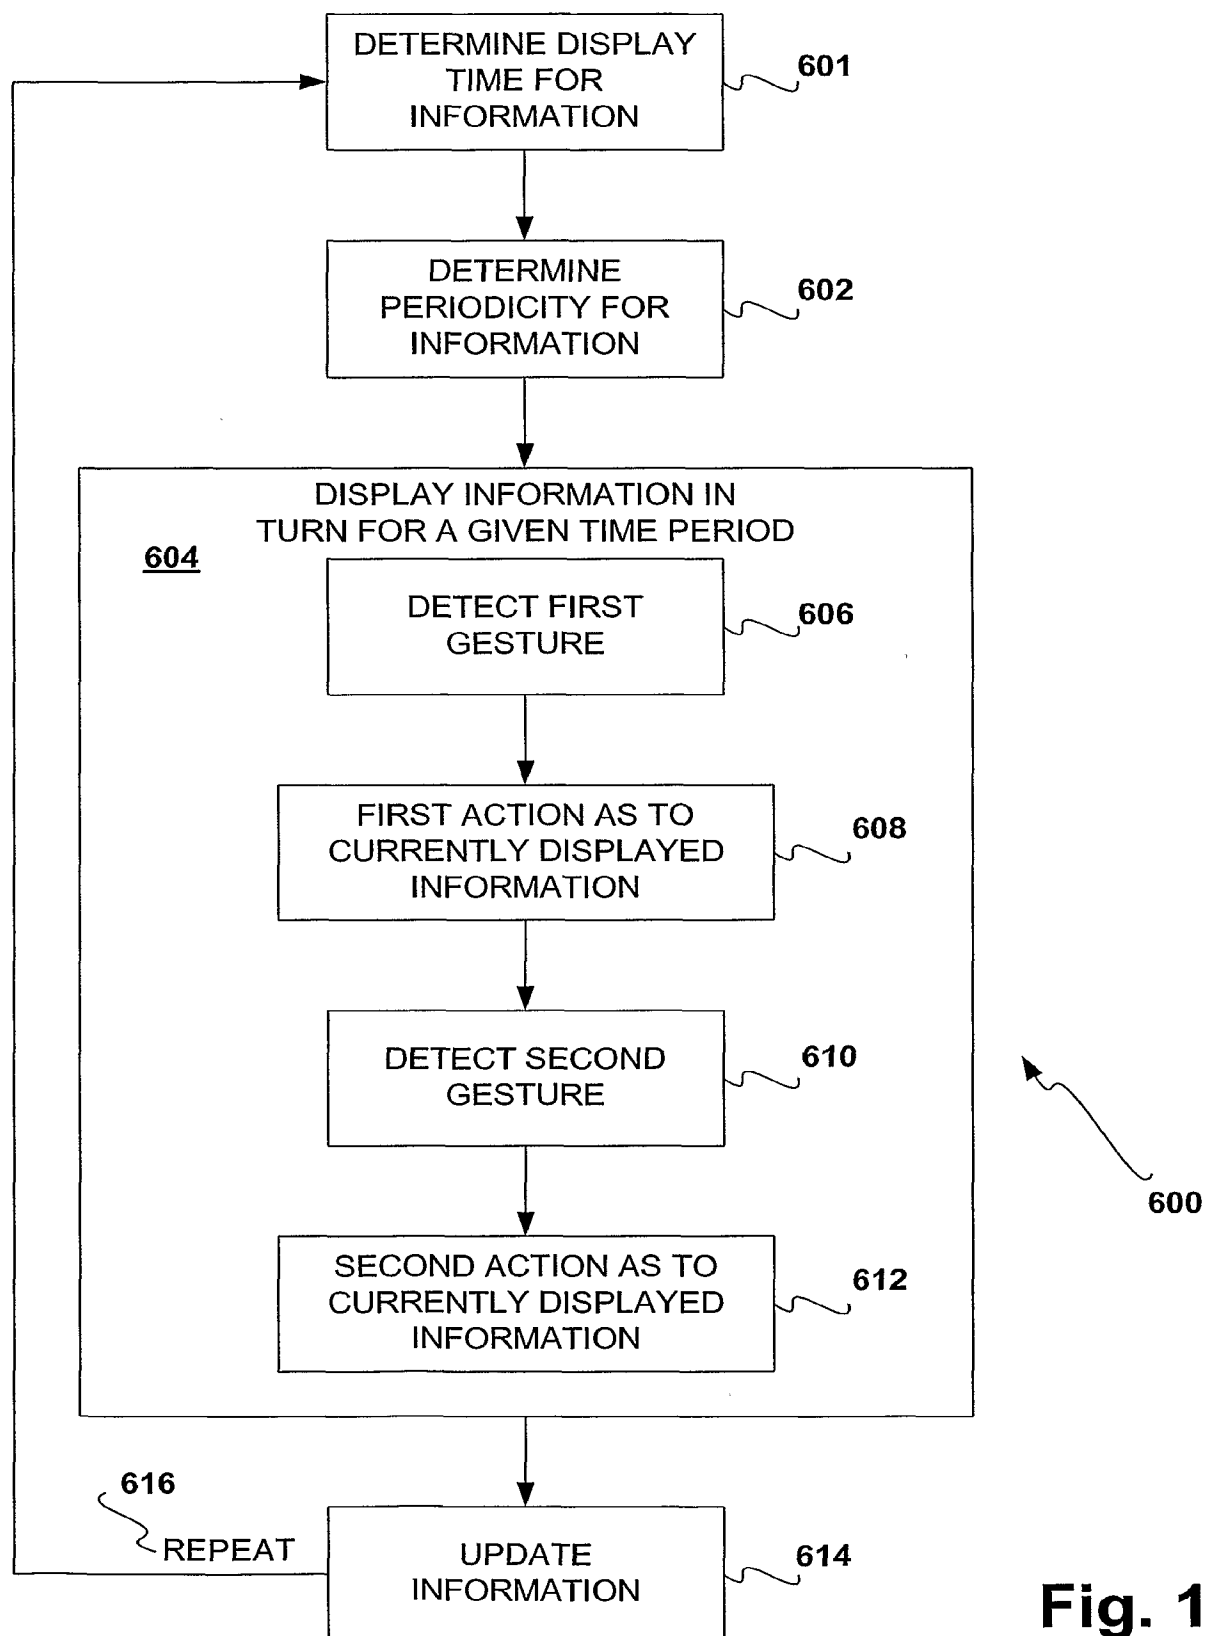 DETERMINE DISPLAY
TIME FOR
INFORMATION
601
DETERMINE
PERIODICITY FOR
INFORMATION
602
DISPLAY INFORMATION IN
TURN FOR A GIVEN TIME PERIOD
604
DETECT FIRST
GESTURE
606
FIRST ACTION AS TO
CURRENTLY DISPLAYED
INFORMATION
608
DETECT SECOND
GESTURE
610
600
SECOND ACTION AS TO
CURRENTLY DISPLAYED
INFORMATION
612
616
REPEAT
UPDATE
INFORMATION
614
Fig. 1